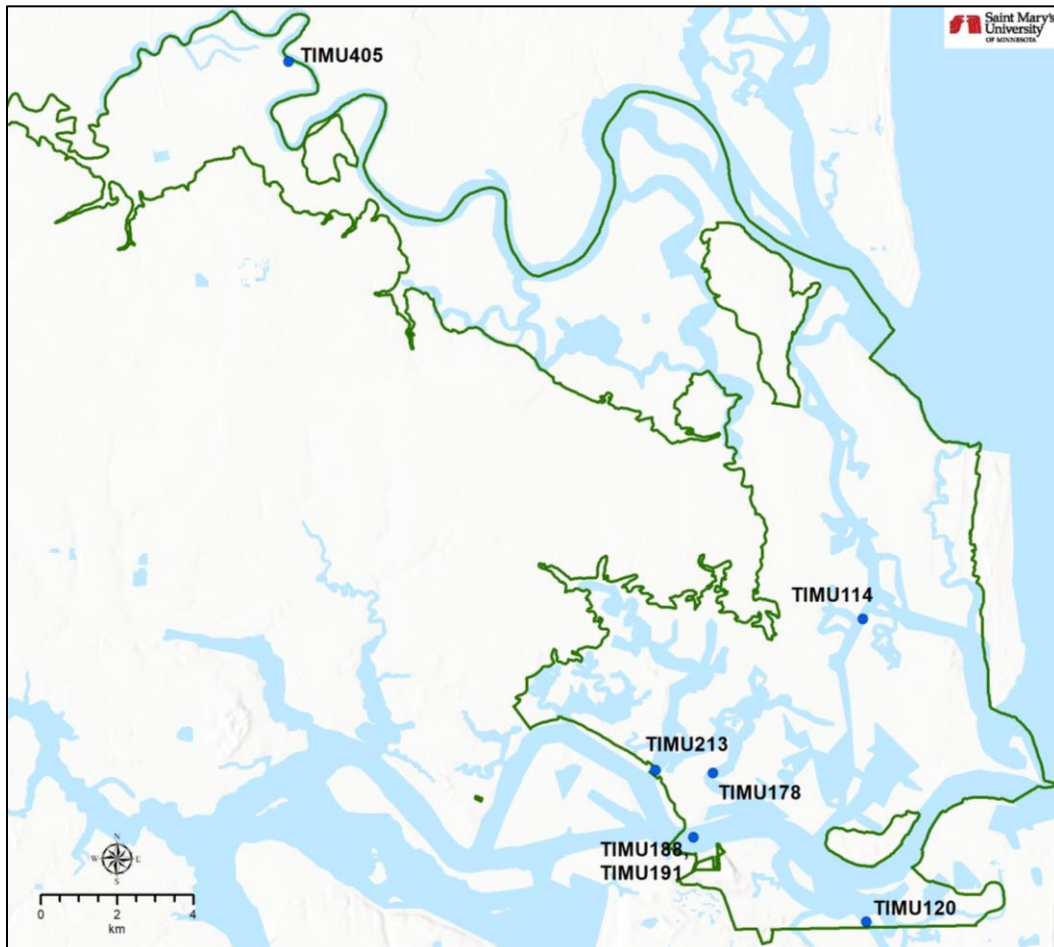 Saint Mary's
University
OF MINNESOTA
TIMU405
TIMU114
TIMU213
TIMU178
TIMU188,
TIMU191
TIMU120
N
W E
S
0 2 4
km